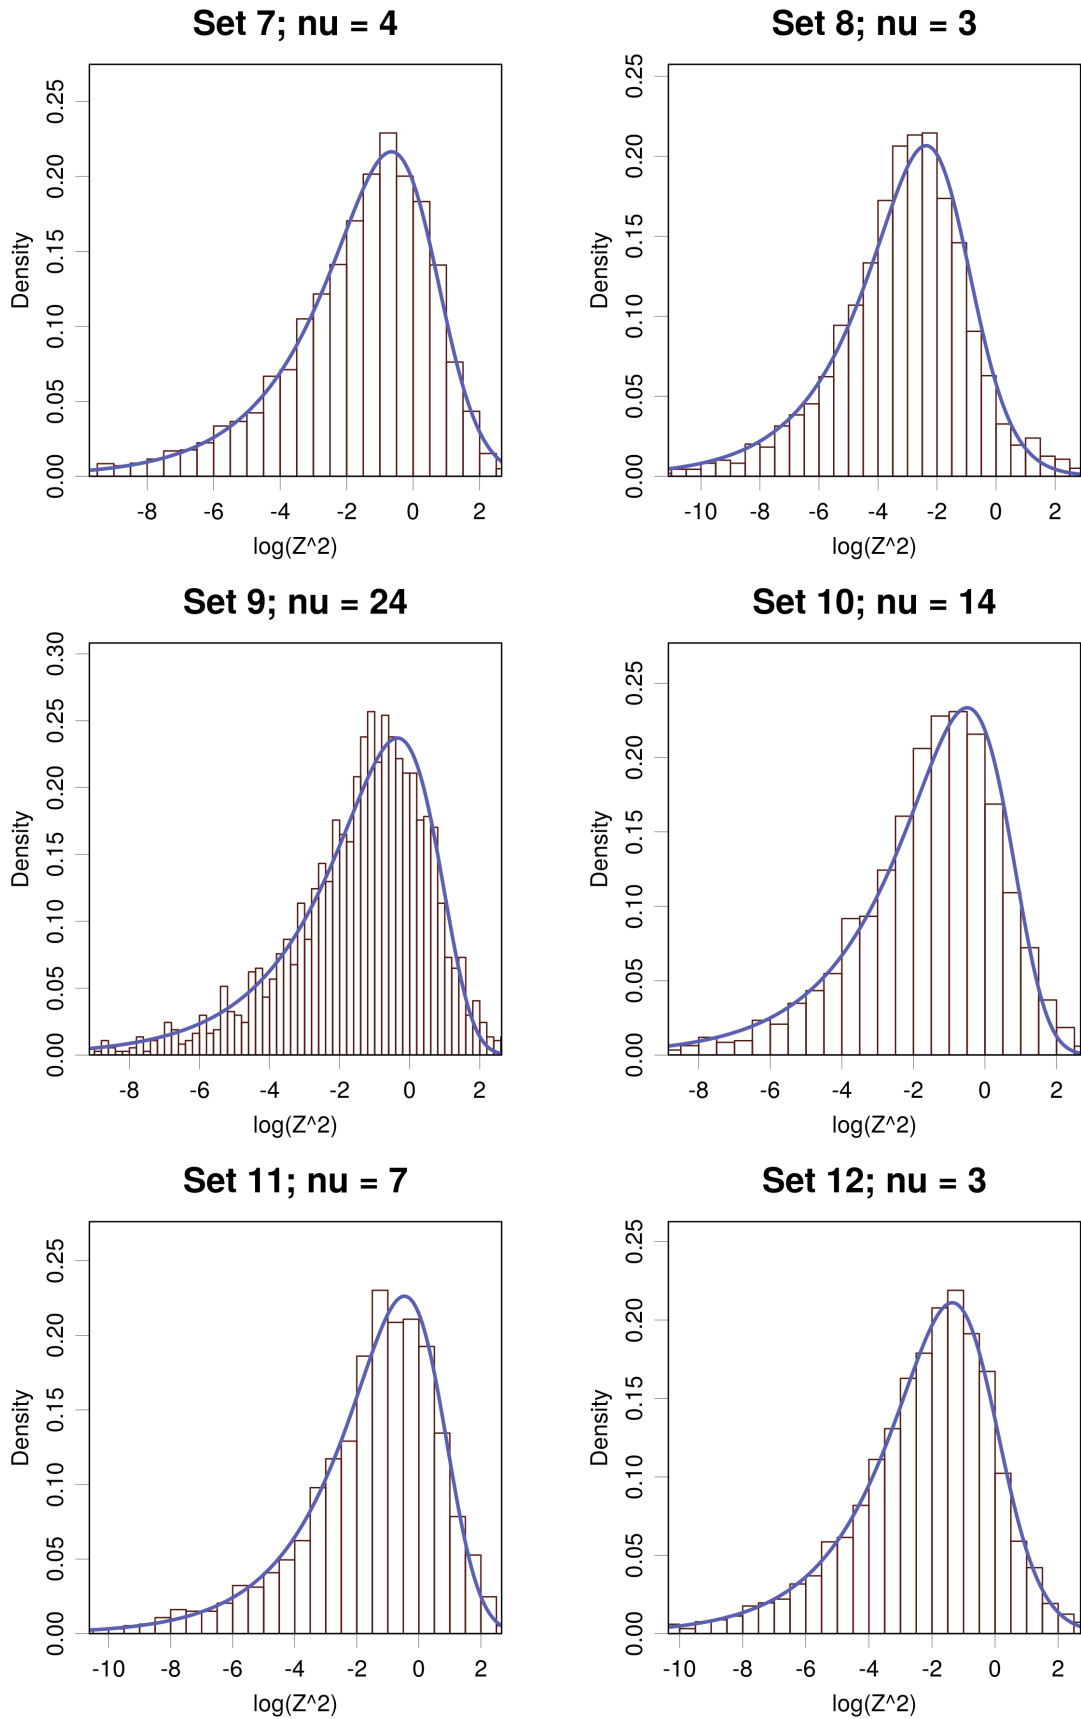 Set 7; nu = 4
Density
0.00 0.05 0.10 0.15 0.20 0.25
-8 -6 -4 -2 0 2
log(Z^2)
Set 8; nu = 3
Density
0.00 0.05 0.10 0.15 0.20 0.25
-10 -8 -6 -4 -2 0 2
log(Z^2)
Set 9; nu = 24
Density
0.00 0.05 0.10 0.15 0.20 0.25 0.30
-8 -6 -4 -2 0 2
log(Z^2)
Set 10; nu = 14
Density
0.00 0.05 0.10 0.15 0.20 0.25
-8 -6 -4 -2 0 2
log(Z^2)
Set 11; nu = 7
Density
0.00 0.05 0.10 0.15 0.20 0.25
-10 -8 -6 -4 -2 0 2
log(Z^2)
Set 12; nu = 3
Density
0.00 0.05 0.10 0.15 0.20 0.25
-10 -8 -6 -4 -2 0 2
log(Z^2)